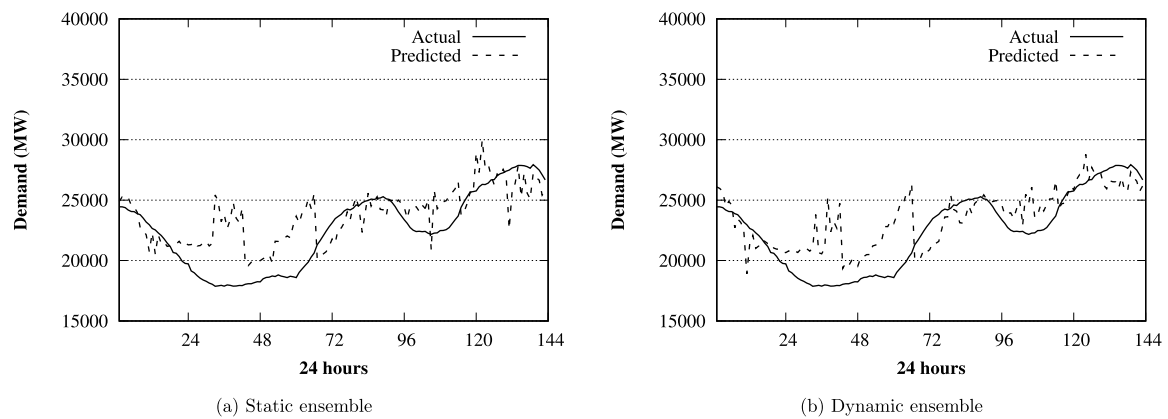 40000
35000
30000
25000
20000
15000
Demand (MW)
Actual
Predicted
24 48 72 96 120 144
24 hours
(a) Static ensemble
40000
35000
30000
25000
20000
15000
Demand (MW)
Actual
Predicted
24 48 72 96 120 144
24 hours
(b) Dynamic ensemble